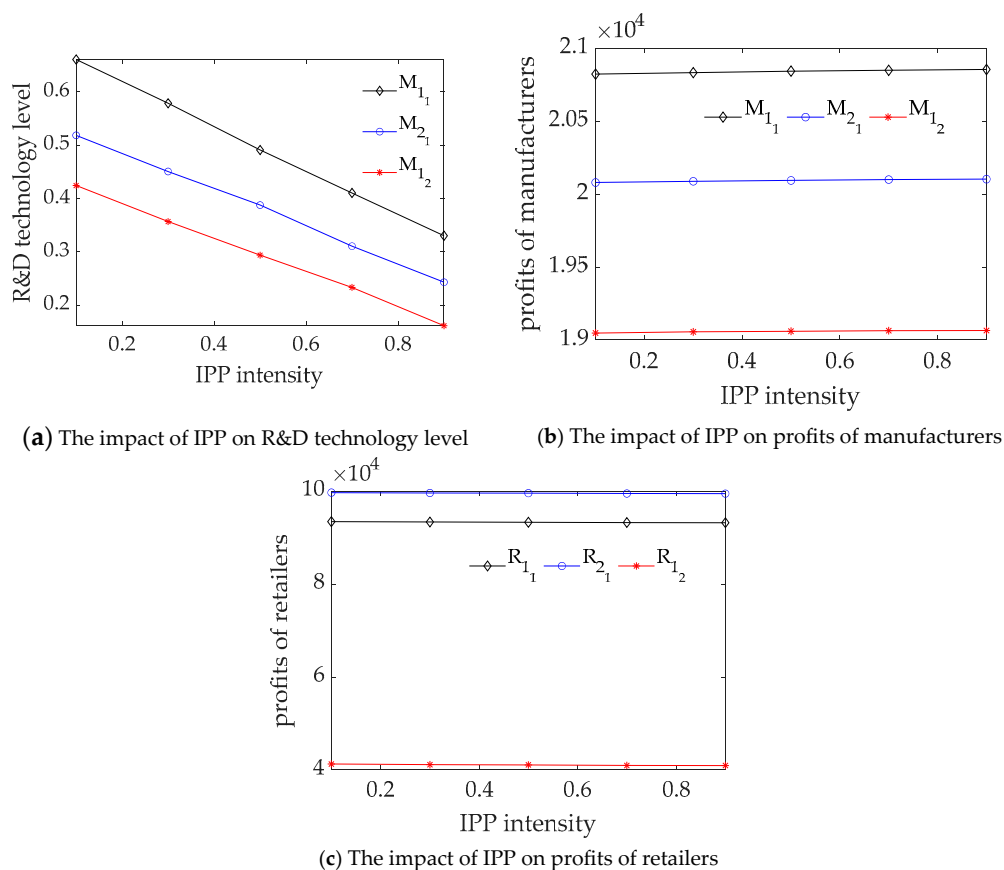 R&D technology level
0.6
0.5
0.4
0.3
0.2
M₁₁
M₂₁
M₁₂
0.2 0.4 0.6 0.8
IPP intensity
(a) The impact of IPP on R&D technology level
×10⁴
profits of manufacturers
2.1
2.05
2
1.95
1.9
M₁₁ M₂₁ M₁₂
0.2 0.4 0.6 0.8
IPP intensity
(b) The impact of IPP on profits of manufacturers
×10⁴
profits of retailers
10
8
6
4
R₁₁ R₂₁ R₁₂
0.2 0.4 0.6 0.8
IPP intensity
(c) The impact of IPP on profits of retailers